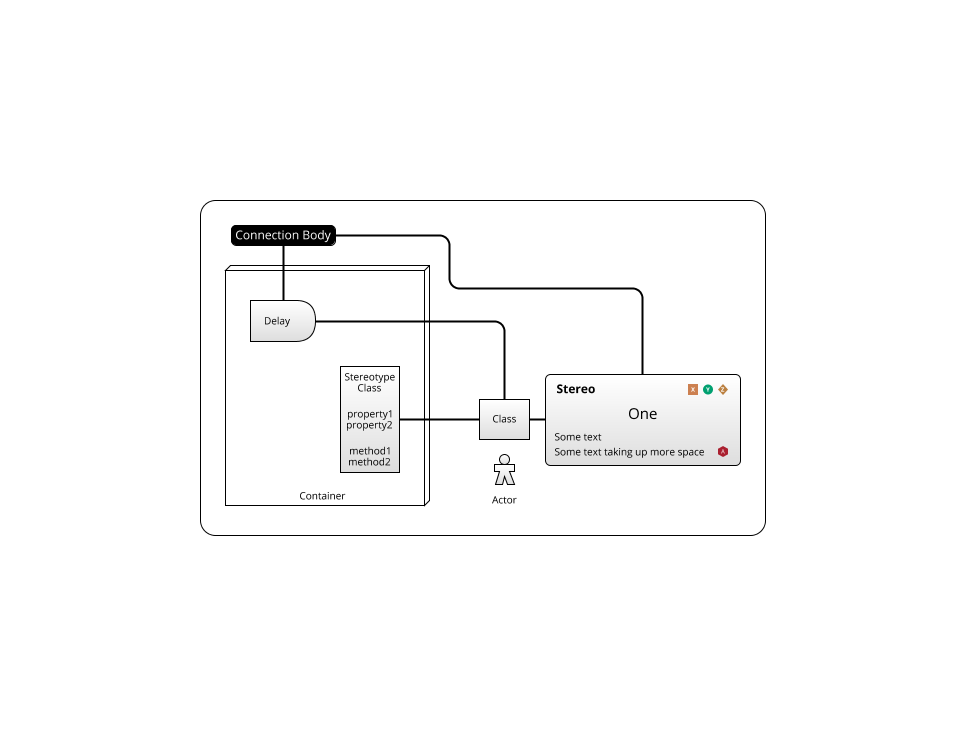 Connection Body
Delay
Stereotype
Class
property1
property2
method1
method2
Container
Class
Actor
Stereo
X Y Z
One
Some text
Some text taking up more space
A